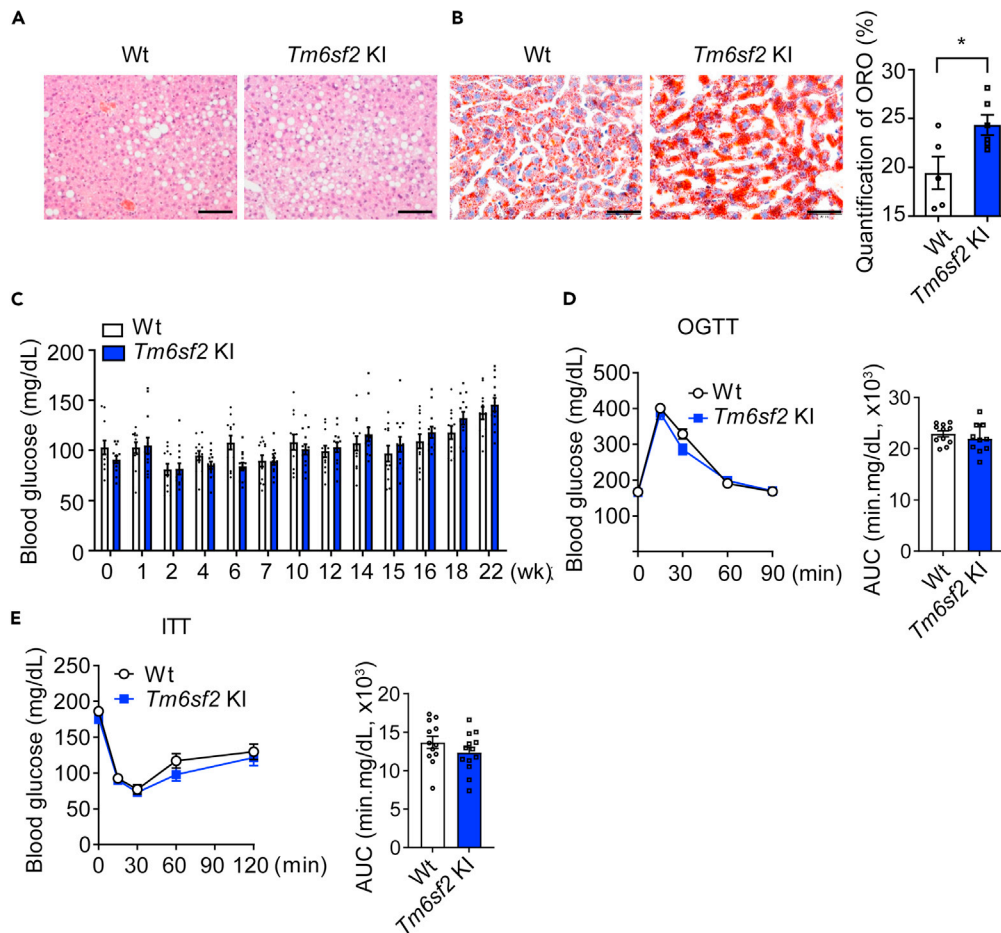 A
Wt
Tm6sf2 KI
B
Wt
Tm6sf2 KI
Quantification of ORO (%)
*
30
25
20
15
Wt
Tm6sf2 KI
C
Wt
Tm6sf2 KI
Blood glucose (mg/dL)
200
150
100
50
0
0 1 2 4 6 7 10 12 14 15 16 18 22 (wk)
D
OGTT
Wt
Tm6sf2 KI
Blood glucose (mg/dL)
500
400
300
200
100
0 30 60 90 (min)
AUC (min.mg/dL, x10³)
30
20
10
0
Wt
Tm6sf2 KI
E
ITT
Wt
Tm6sf2 KI
Blood glucose (mg/dL)
250
200
150
100
50
0
0 30 60 90 120 (min)
AUC (min.mg/dL, x10³)
20
15
10
5
0
Wt
Tm6sf2 KI